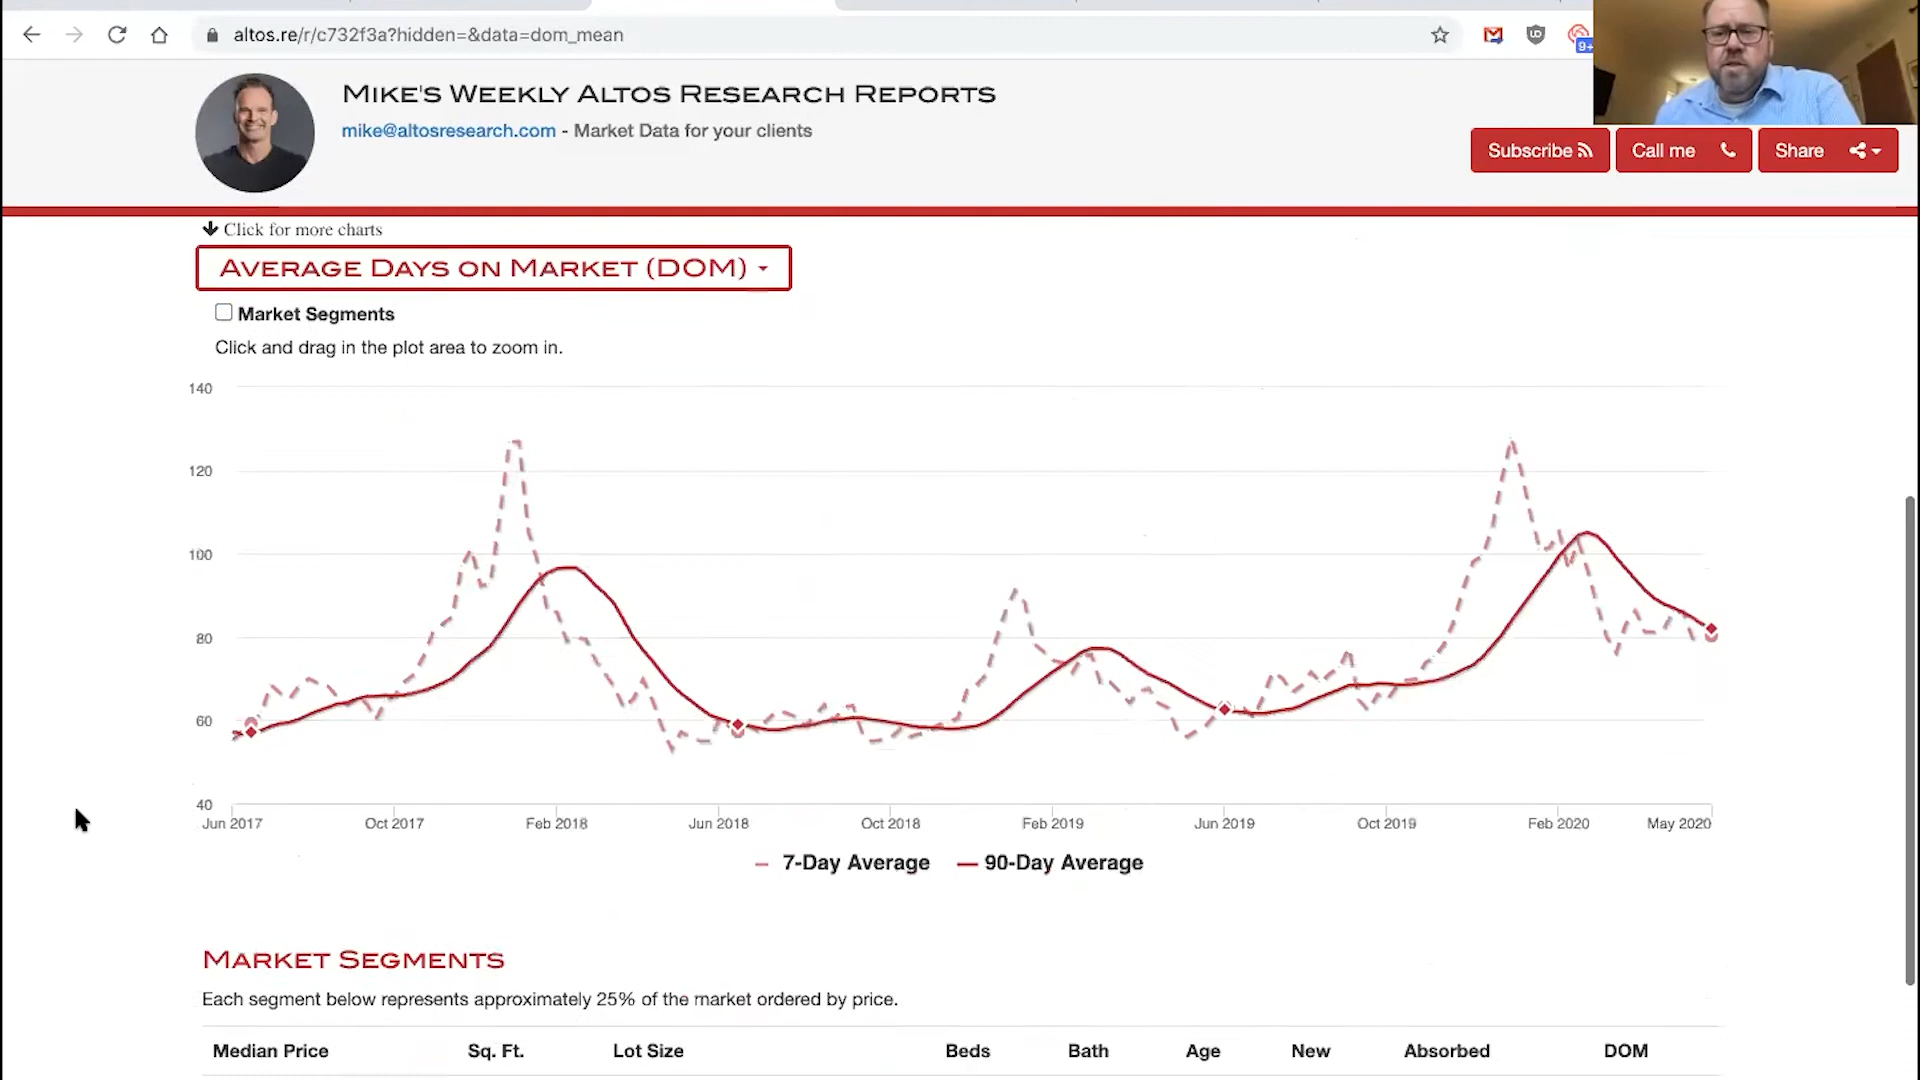 altos.re/r/c732f3a?hidden=&data=dom_mean
9+
MIKE'S WEEKLY ALTOS RESEARCH REPORTS
mike@altosresearch.com - Market Data for your clients
Subscribe
Call me
Share
Click for more charts
AVERAGE DAYS ON MARKET (DOM)
Market Segments
Click and drag in the plot area to zoom in.
140
120
100
80
60
40
Jun 2017 Oct 2017 Feb 2018 Jun 2018 Oct 2018 Feb 2019 Jun 2019 Oct 2019 Feb 2020 May 2020
7-Day Average 90-Day Average
MARKET SEGMENTS
Each segment below represents approximately 25% of the market ordered by price.
Median Price Sq. Ft. Lot Size Beds Bath Age New Absorbed DOM